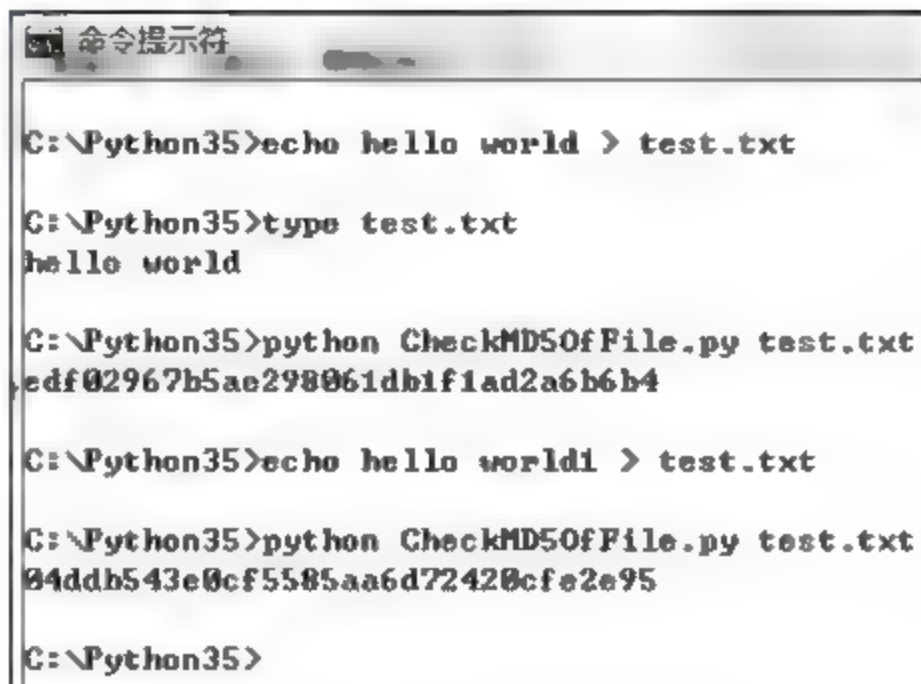 命令提示符
C:\Python35>echo hello world > test.txt
C:\Python35>type test.txt
hello world
C:\Python35>python CheckMD5OfFile.py test.txt
edf02967b5ae298061db1f1ad2a6b6b4
C:\Python35>echo hello world1 > test.txt
C:\Python35>python CheckMD5OfFile.py test.txt
04ddb543e0cf5585aa6d72420cfe2e95
C:\Python35>